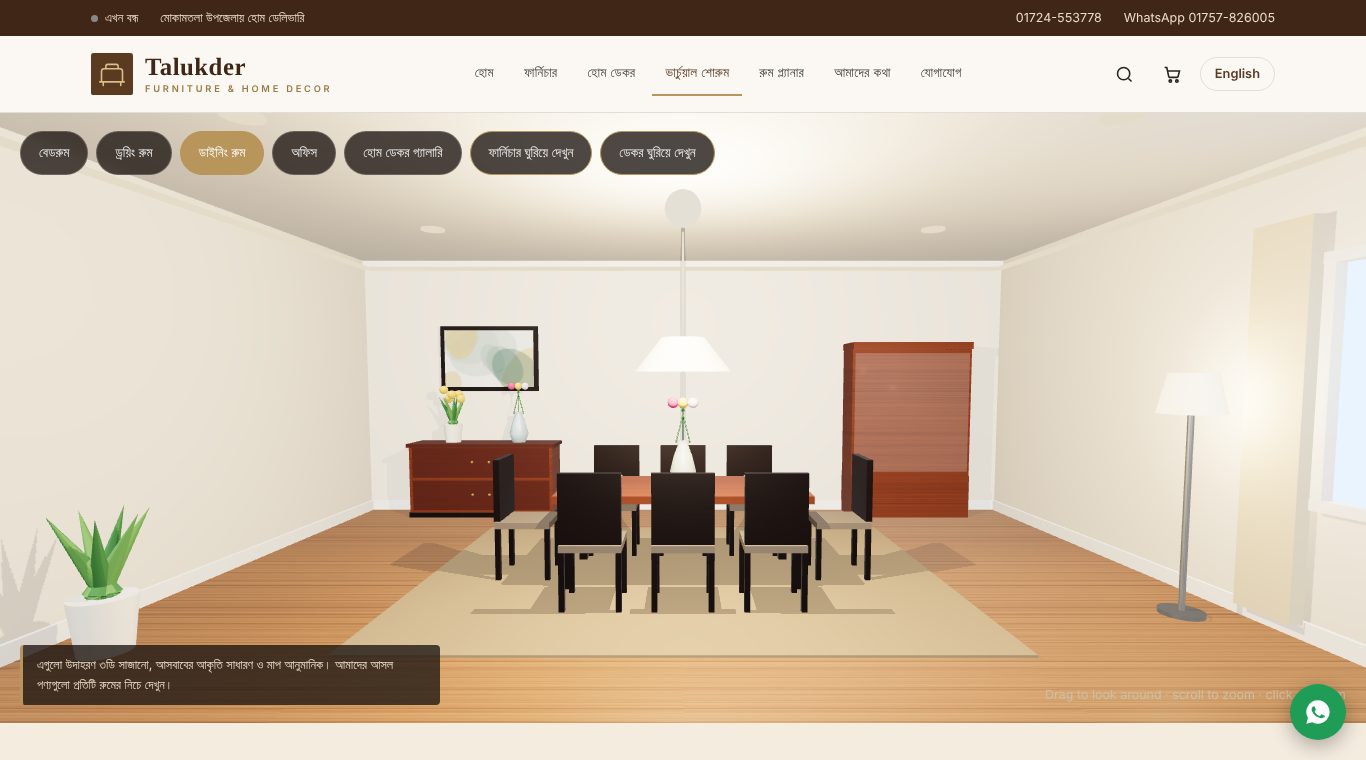 এখন বন্ধ মোকামতলা উপজেলায় হোম ডেলিভারি 01724-553778 WhatsApp 01757-826005
Talukder
FURNITURE & HOME DECOR
হোম ফার্নিচার হোম ডেকর ভার্চুয়াল শোরুম রুম প্ল্যানার আমাদের কথা যোগাযোগ English
বেডরুম ড্রয়িং রুম ডাইনিং রুম অফিস হোম ডেকর গ্যালারি ফার্নিচার ঘুরিয়ে দেখুন ডেকর ঘুরিয়ে দেখুন
এগুলো উদাহরণ ৩ডি সাজানো, আসবাবের আকৃতি সাধারণ ও মাপ আনুমানিক। আমাদের আসল
পণ্যগুলো প্রতিটি রুমের নিচে দেখুন।
Drag to look around · scroll to zoom · click